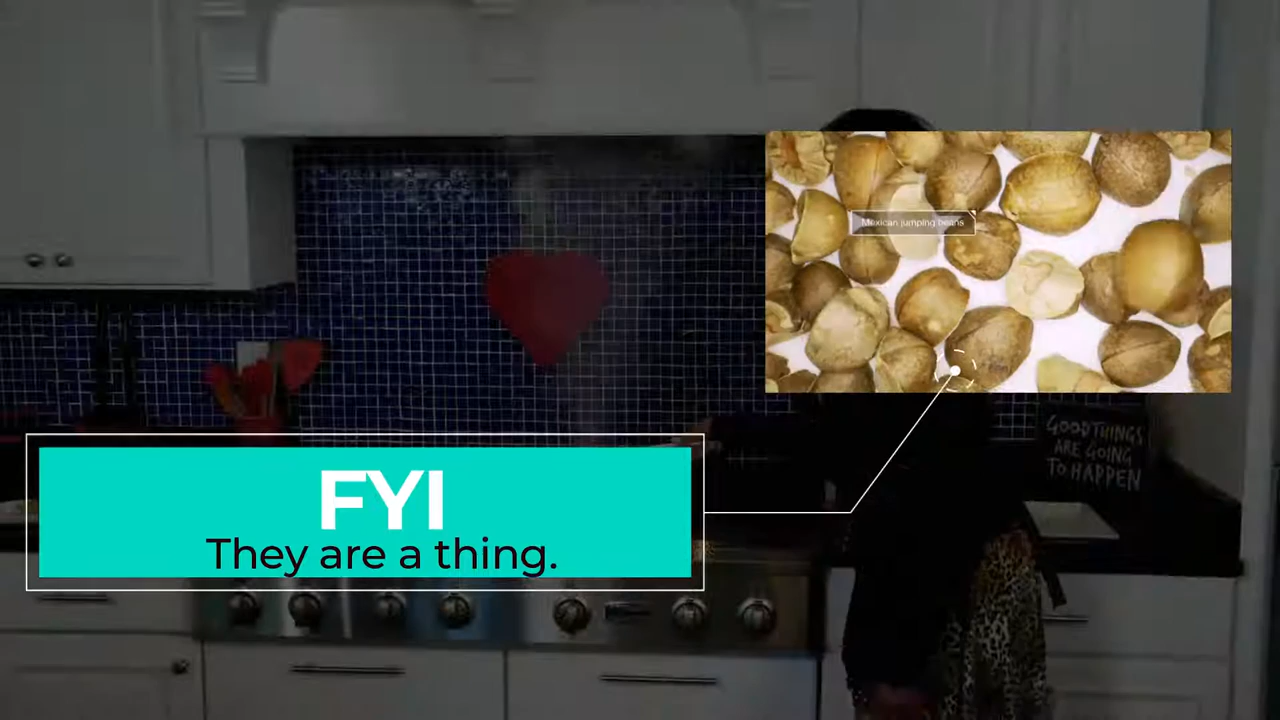 Mexican jumping beans
GOOD THINGS
ARE GOING
TO HAPPEN
FYI
They are a thing.